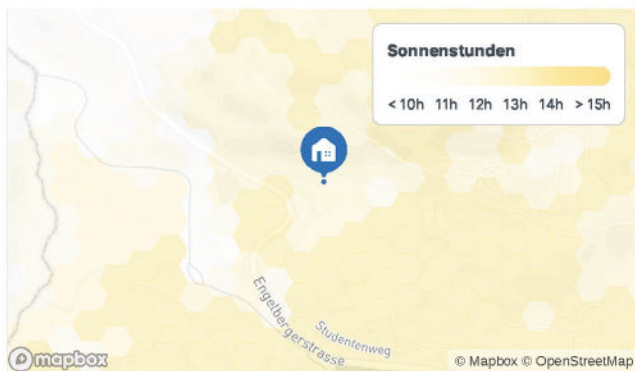 Sonnenstunden
< 10h 11h 12h 13h 14h > 15h
Engelbergerstrasse
Studentenweg
mapbox
© Mapbox © OpenStreetMap